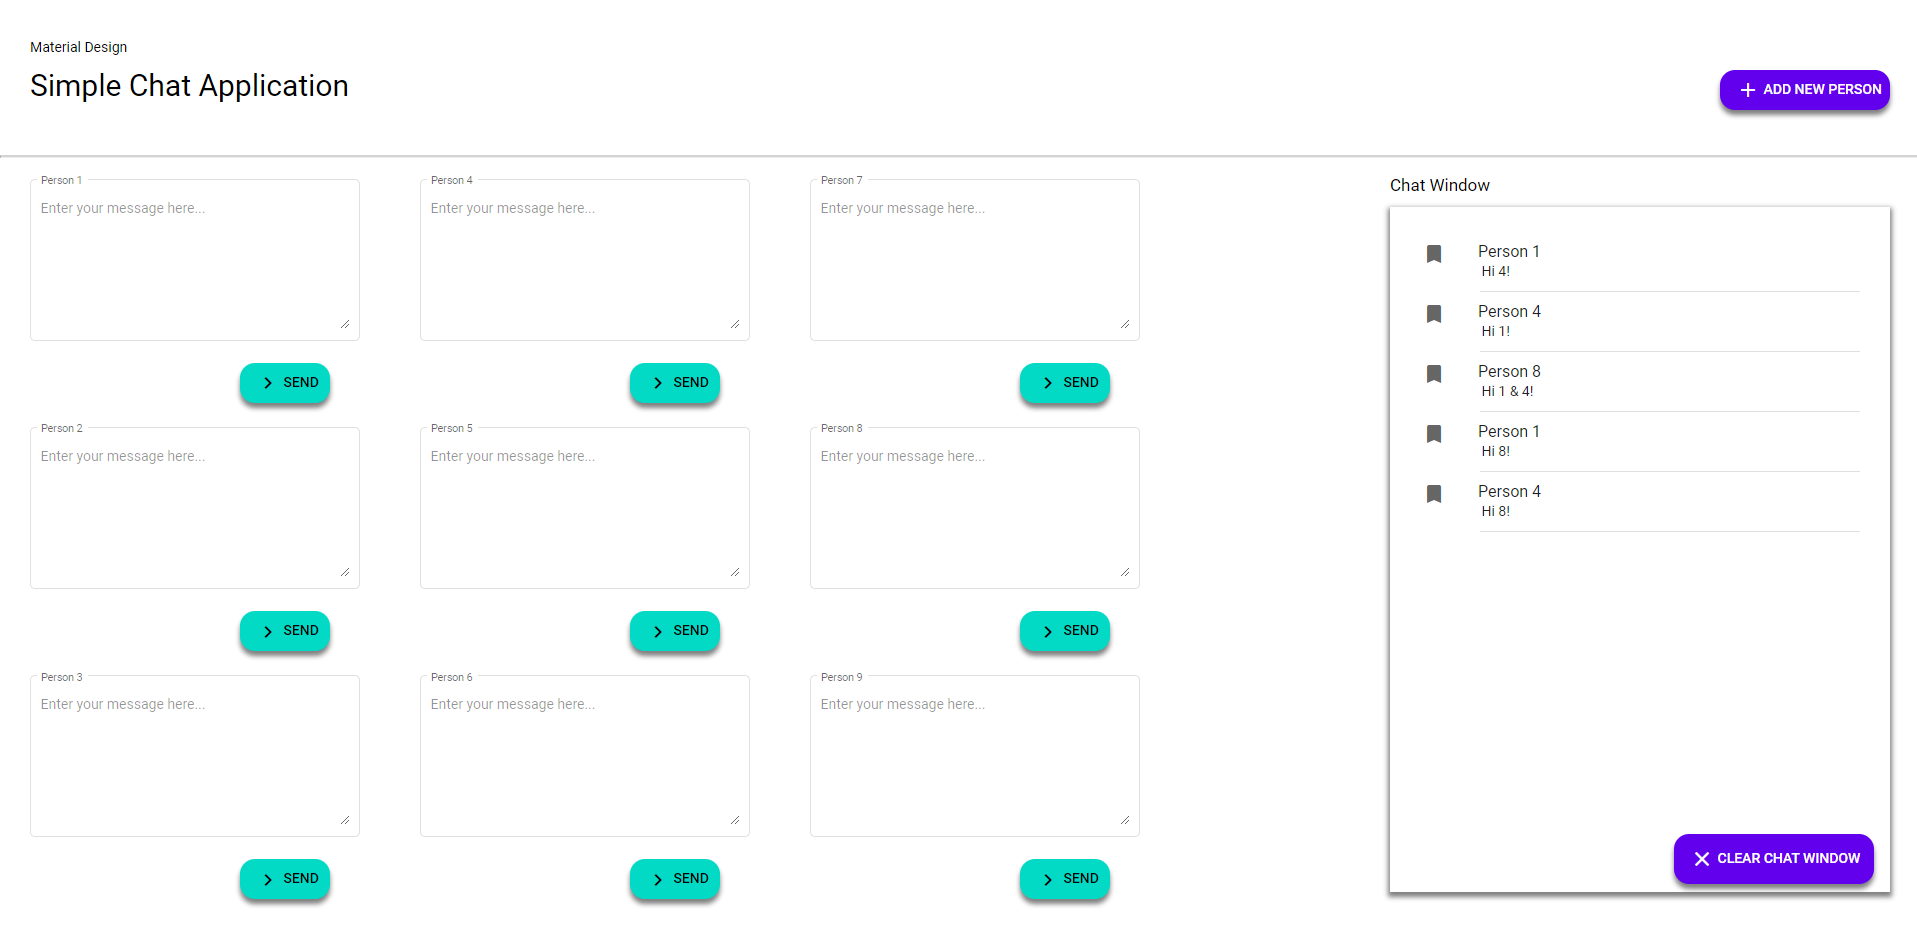 Material Design
Simple Chat Application
ADD NEW PERSON
Person 1
Enter your message here...
SEND
Person 4
Enter your message here...
SEND
Person 7
Enter your message here...
SEND
Person 2
Enter your message here...
SEND
Person 5
Enter your message here...
SEND
Person 8
Enter your message here...
SEND
Person 3
Enter your message here...
SEND
Person 6
Enter your message here...
SEND
Person 9
Enter your message here...
SEND
Chat Window
Person 1
Hi 4!
Person 4
Hi 1!
Person 8
Hi 1 & 4!
Person 1
Hi 8!
Person 4
Hi 8!
CLEAR CHAT WINDOW